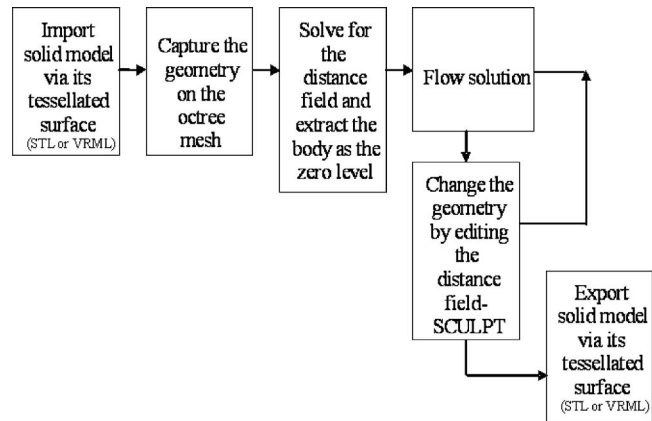 Import
solid model
via its
tessellated
surface
(STL or VRML)
Capture the
geometry
on the
octree
mesh
Solve for
the
distance
field and
extract the
body as the
zero level
Flow solution
Change the
geometry
by editing
the
distance
field-
SCULPT
Export
solid model
via its
tessellated
surface
(STL or VRML)